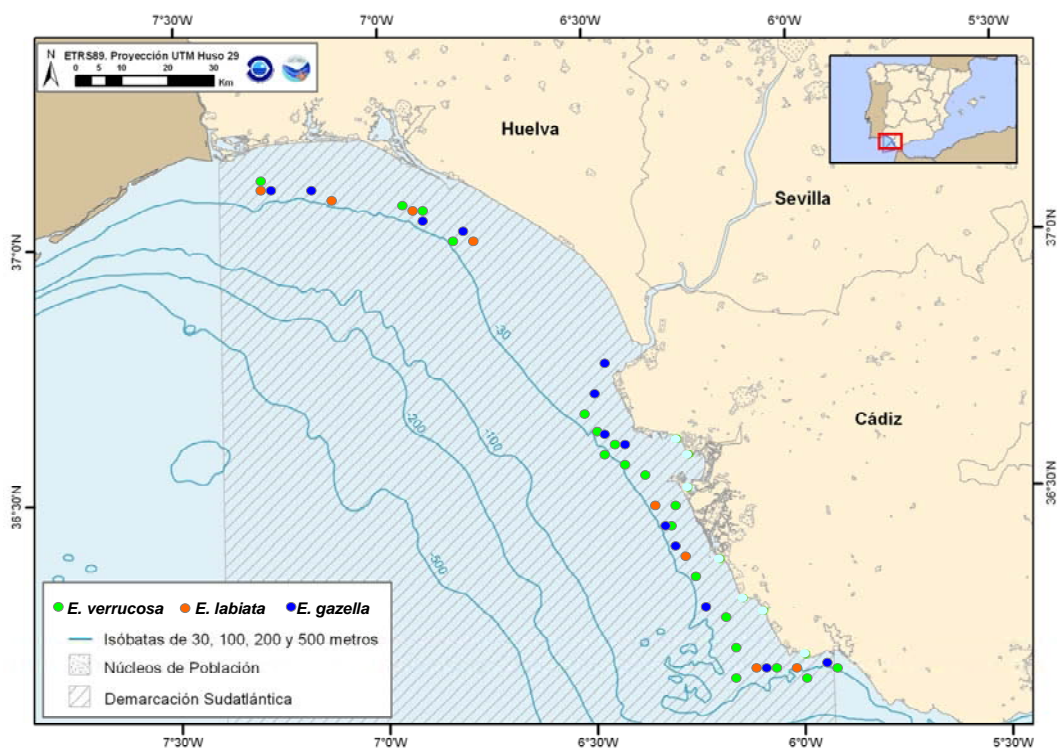 7°30'W 7°0'W 6°30'W 6°0'W 5°30'W
N ETRS89, Proyección UTM Huso 29
0 5 10 20 30
Km
Huelva
Sevilla
Cádiz
37°0'N
37°0'N
36°30'N
36°30'N
-30
-100
-200
-500
E. verrucosa E. labiata E. gazella
Isóbatas de 30, 100, 200 y 500 metros
Núcleos de Población
Demarcación Sudatlántica
7°30'W 7°0'W 6°30'W 6°0'W 5°30'W